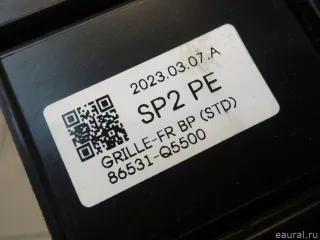 2023.03.07.A
SP2 PE
GRILLE-FR BP (STD)
86531-Q5500
eaural.ru